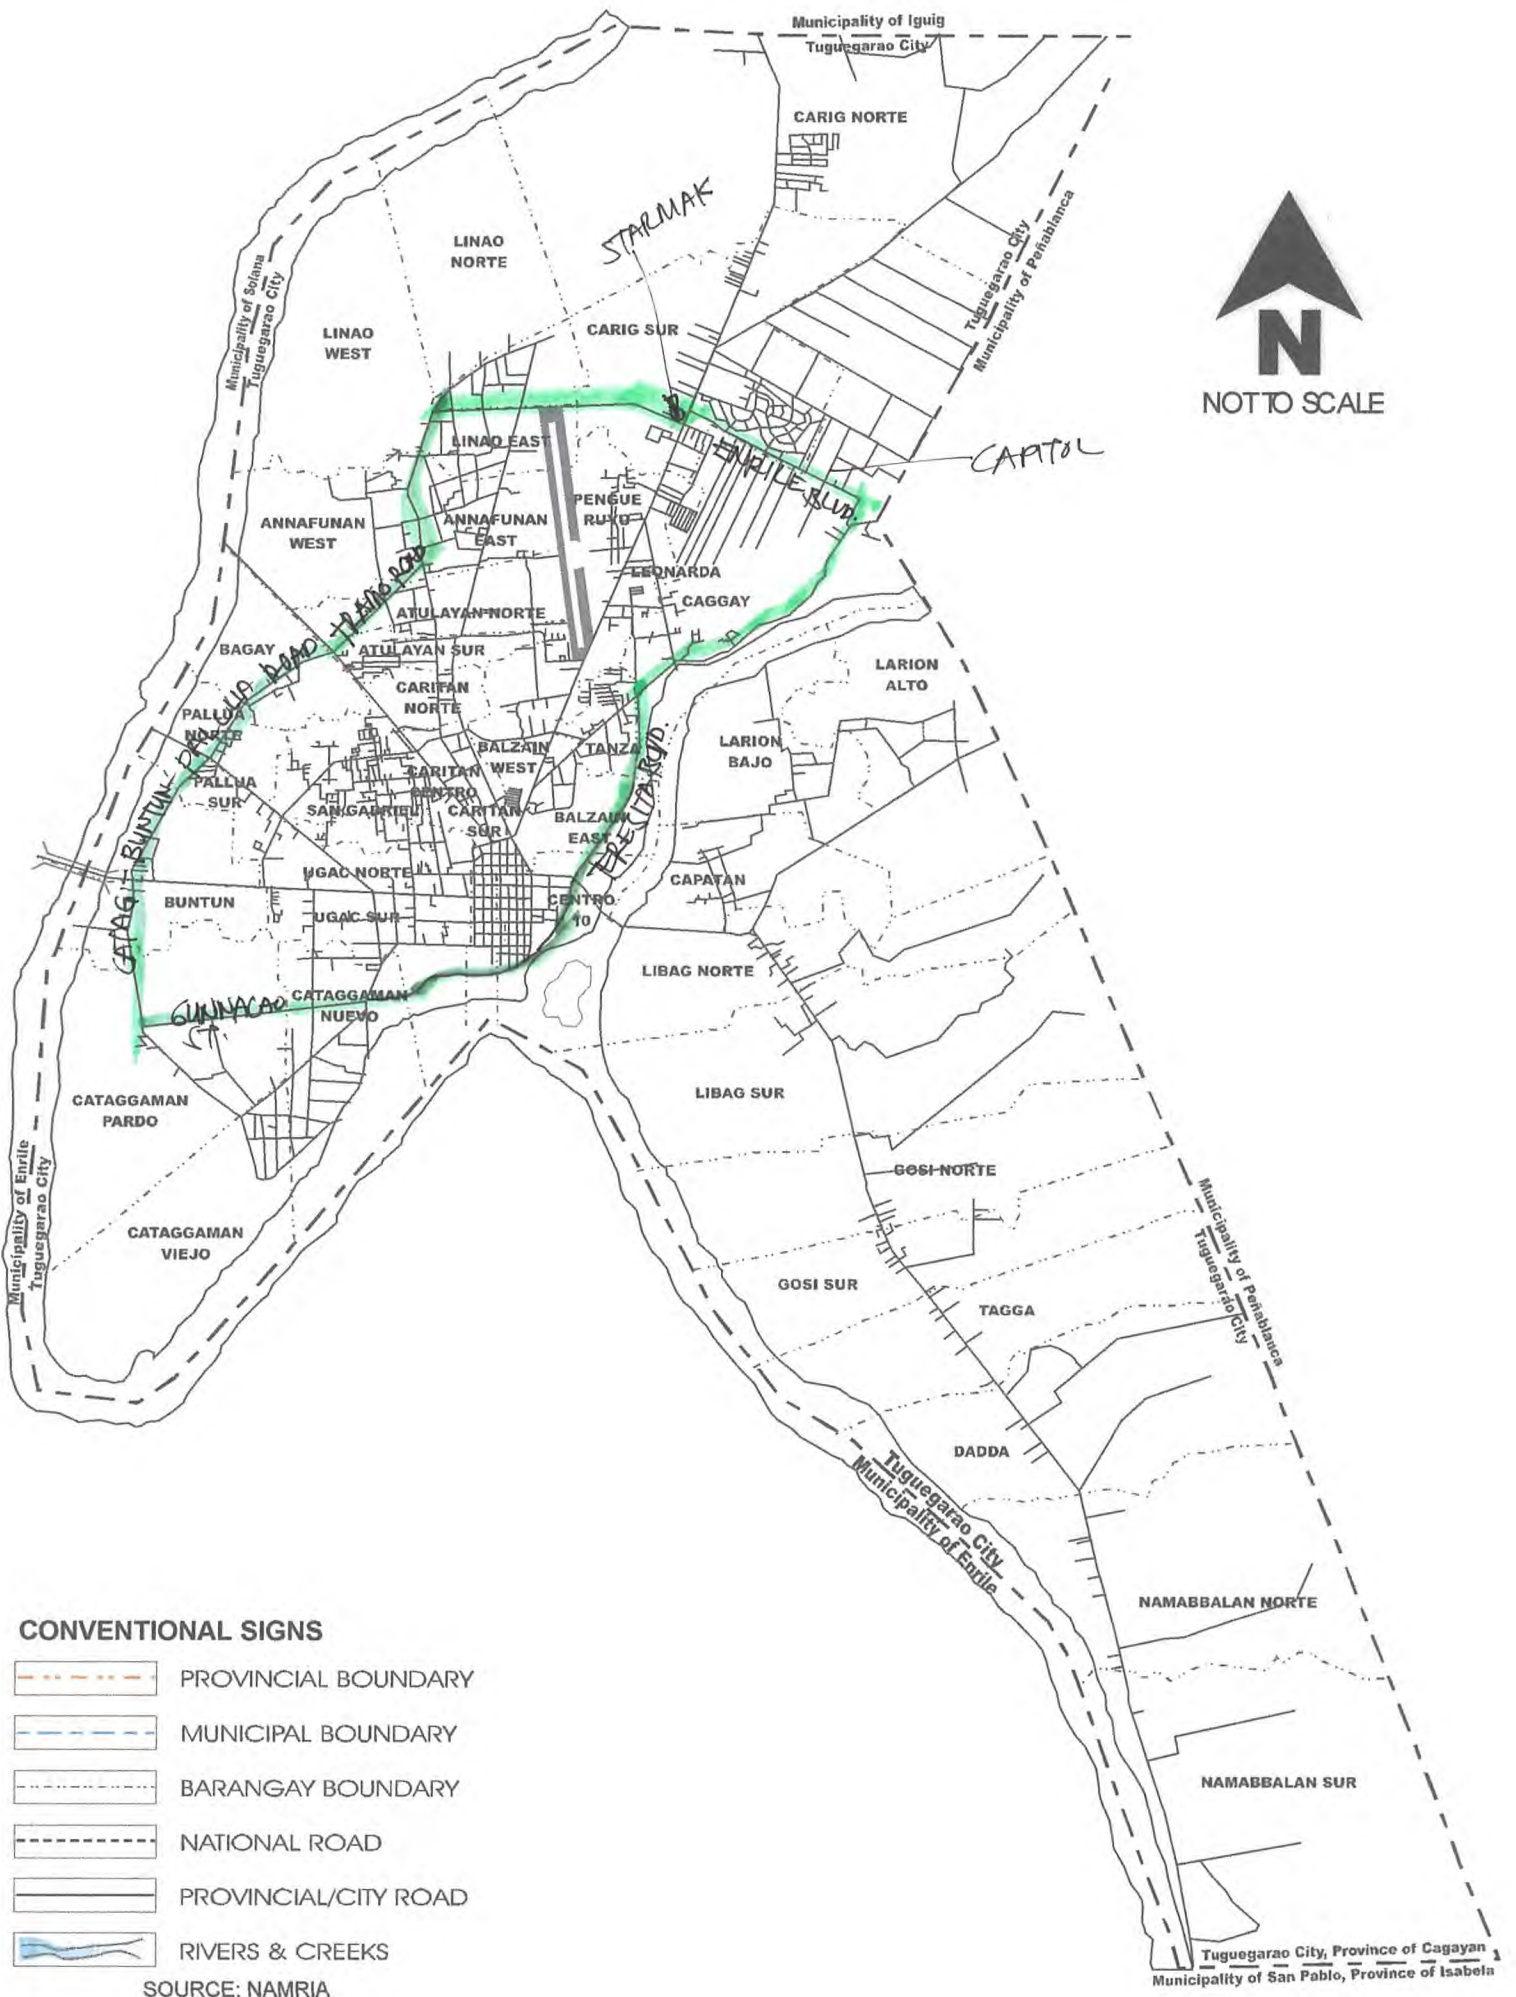 Municipality of Iguig
Tuguegarao City
CARIG NORTE
STARMAK
Tuguegarao City
Municipality of Peñablanca
LINAO
NORTE
Municipality of Solana
Tuguegarao City
LINAO
WEST
CARIG SUR
N
NOT TO SCALE
LINAO EAST
ENRILE BLVD.
CAPITOL
PENGUE
RUYU
ANNAFUNAN
WEST
ANNAFUNAN
EAST
LEONARDA
CAGGAY
ATULAYAN NORTE
BAGAY
ROAD
ATULAYAN SUR
LARION
ALTO
CARITAN
NORTE
PALLUA
NORTE
BALZAIN
WEST
TANZA
LARION
BAJO
PALLUA
SUR
CARITAN
CENTRO
SAN GABRIEL
CARITAN
SUR
BALZAIN
EAST
TERESITA BLVD.
BUNTUN
UGAC NORTE
CAPATAN
BUNTUN
UGAC SUR
CENTRO
10
LIBAG NORTE
GUNNACAO
ST.
CATAGGAMAN
NUEVO
CATAGGAMAN
PARDO
LIBAG SUR
GOSI NORTE
Municipality of Enrile
Tuguegarao City
CATAGGAMAN
VIEJO
Municipality of Peñablanca
Tuguegarao City
GOSI SUR
TAGGA
DADDA
Tuguegarao City
Municipality of Enrile
NAMABBALAN NORTE
CONVENTIONAL SIGNS
PROVINCIAL BOUNDARY
MUNICIPAL BOUNDARY
BARANGAY BOUNDARY
NATIONAL ROAD
PROVINCIAL/CITY ROAD
RIVERS & CREEKS
SOURCE: NAMRIA
NAMABBALAN SUR
Tuguegarao City, Province of Cagayan
Municipality of San Pablo, Province of Isabela